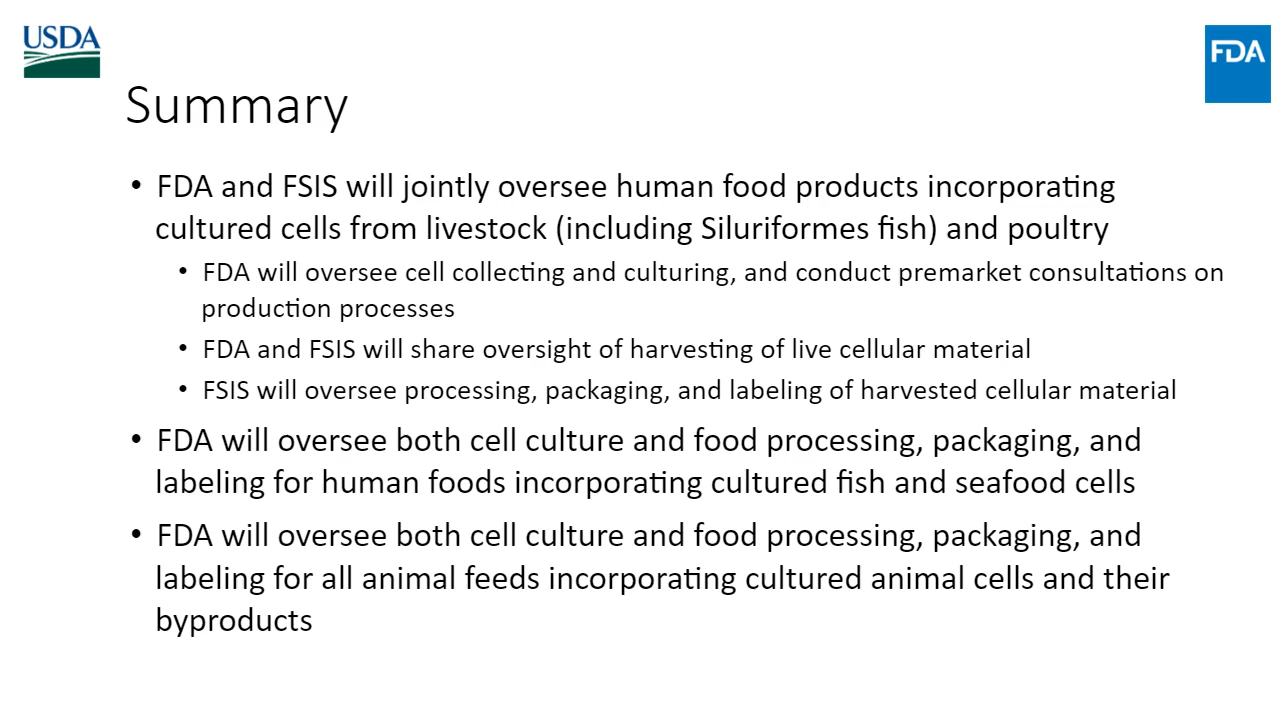 USDA
FDA
Summary
• FDA and FSIS will jointly oversee human food products incorporating
cultured cells from livestock (including Siluriformes fish) and poultry
• FDA will oversee cell collecting and culturing, and conduct premarket consultations on
production processes
• FDA and FSIS will share oversight of harvesting of live cellular material
• FSIS will oversee processing, packaging, and labeling of harvested cellular material
• FDA will oversee both cell culture and food processing, packaging, and
labeling for human foods incorporating cultured fish and seafood cells
• FDA will oversee both cell culture and food processing, packaging, and
labeling for all animal feeds incorporating cultured animal cells and their
byproducts